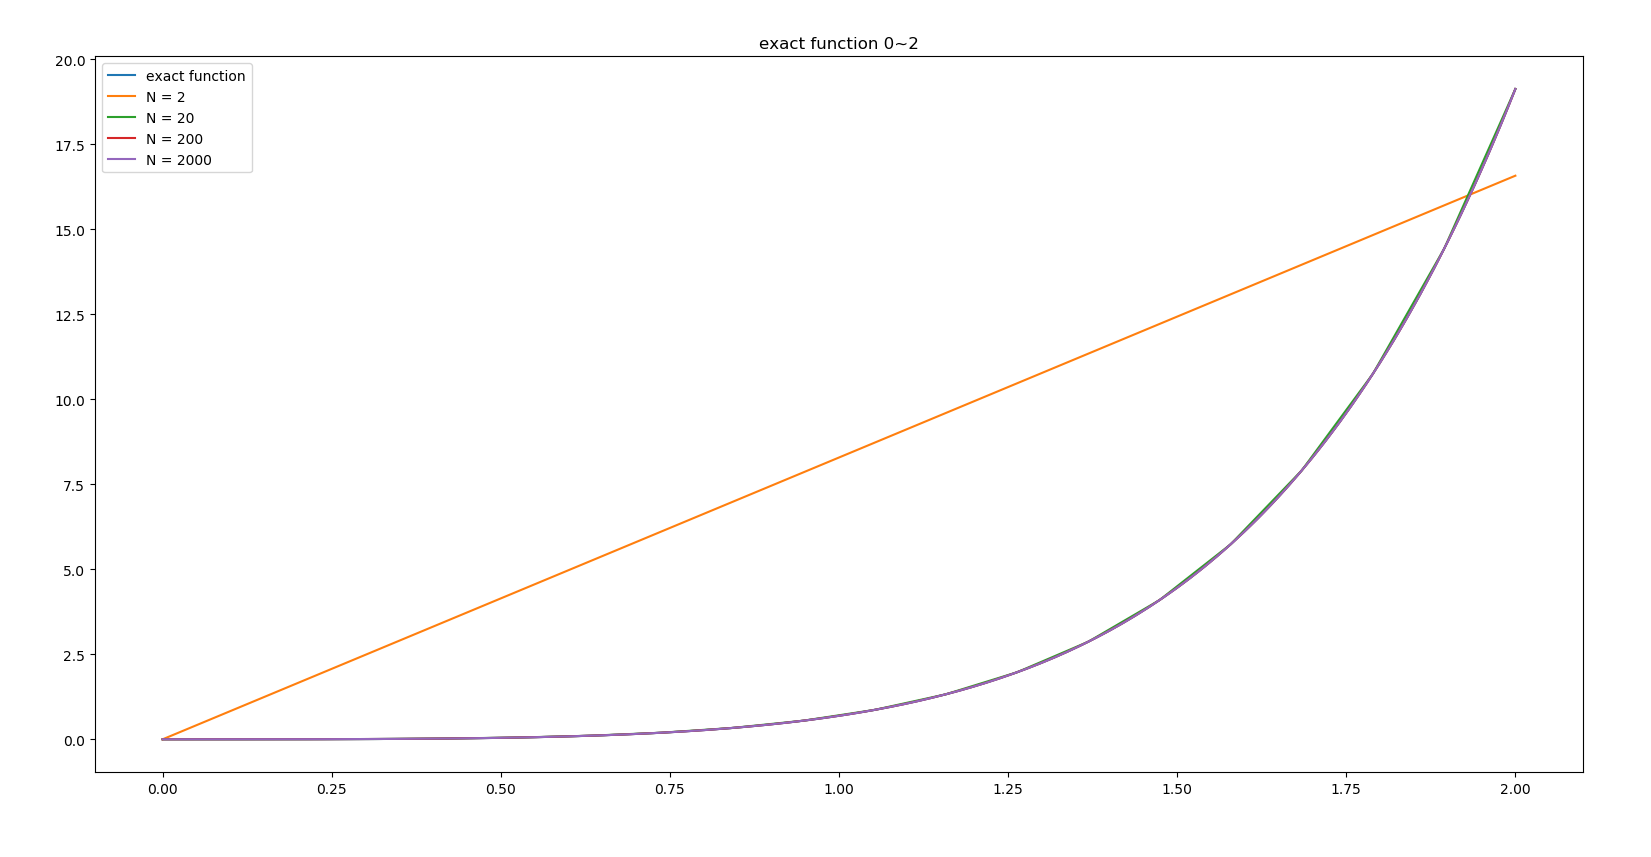 exact function 0~2
exact function
N = 2
N = 20
N = 200
N = 2000
20.0
17.5
15.0
12.5
10.0
7.5
5.0
2.5
0.0
0.00 0.25 0.50 0.75 1.00 1.25 1.50 1.75 2.00